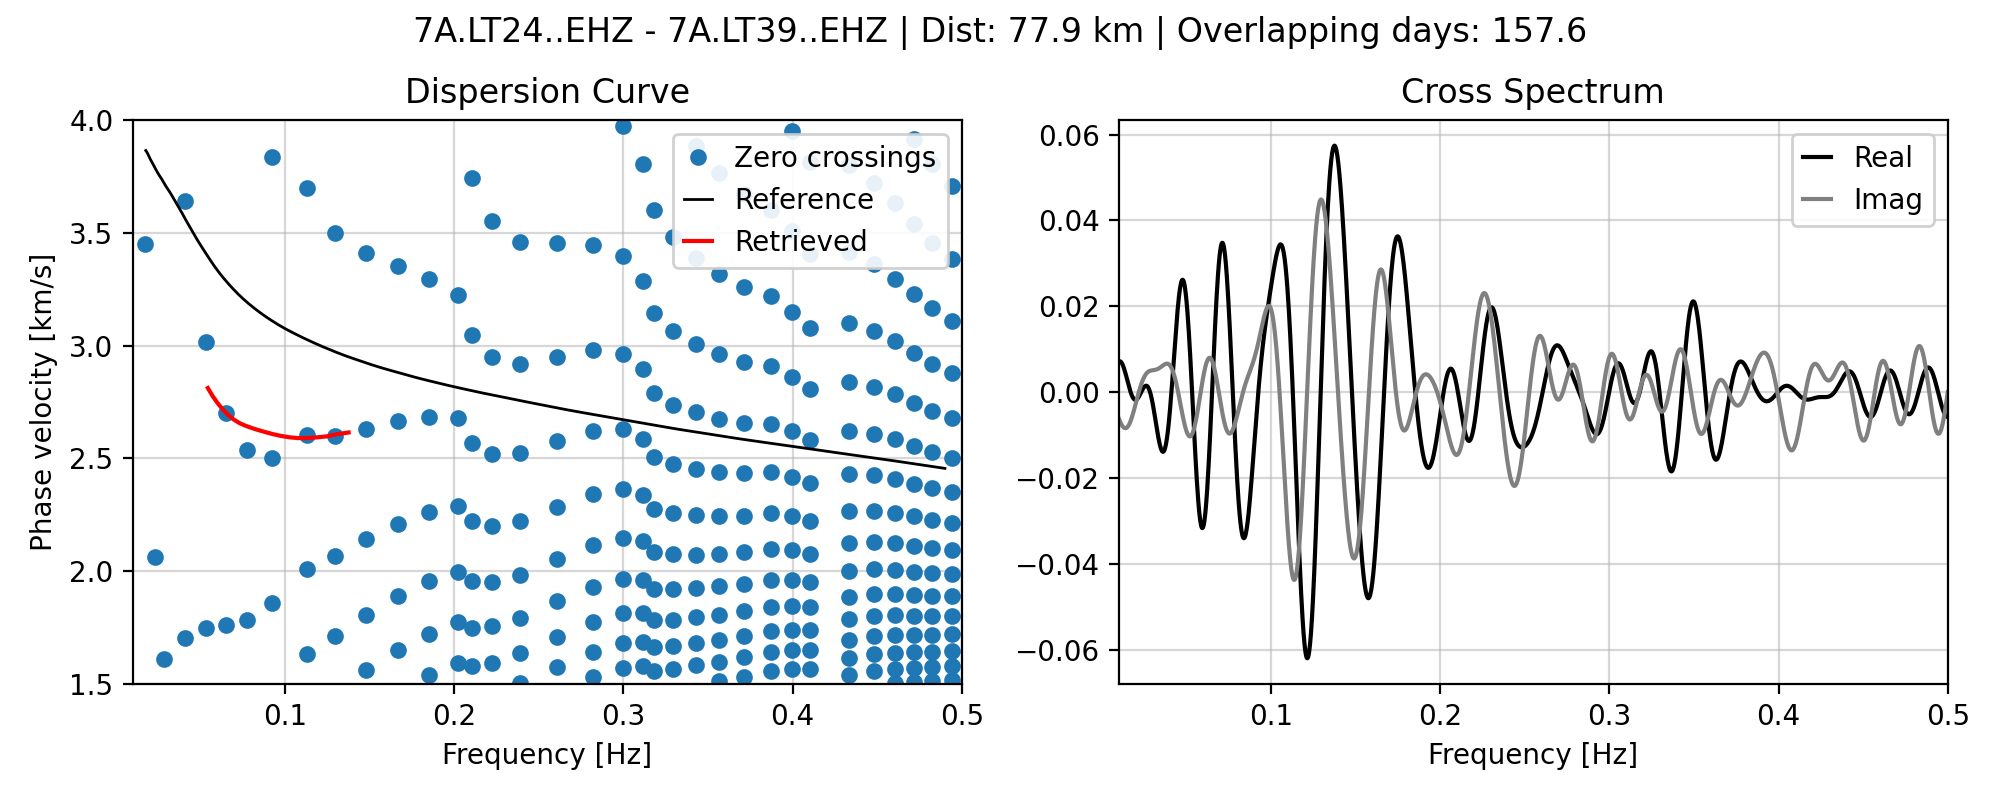 7A.LT24..EHZ - 7A.LT39..EHZ | Dist: 77.9 km | Overlapping days: 157.6
Dispersion Curve
4.0
3.5
3.0
2.5
2.0
1.5
0.1
0.2
0.3
0.4
0.5
Phase velocity [km/s]
Frequency [Hz]
Zero crossings
Reference
Retrieved
Cross Spectrum
0.06
0.04
0.02
0.00
−0.02
−0.04
−0.06
0.1
0.2
0.3
0.4
0.5
Frequency [Hz]
Real
Imag